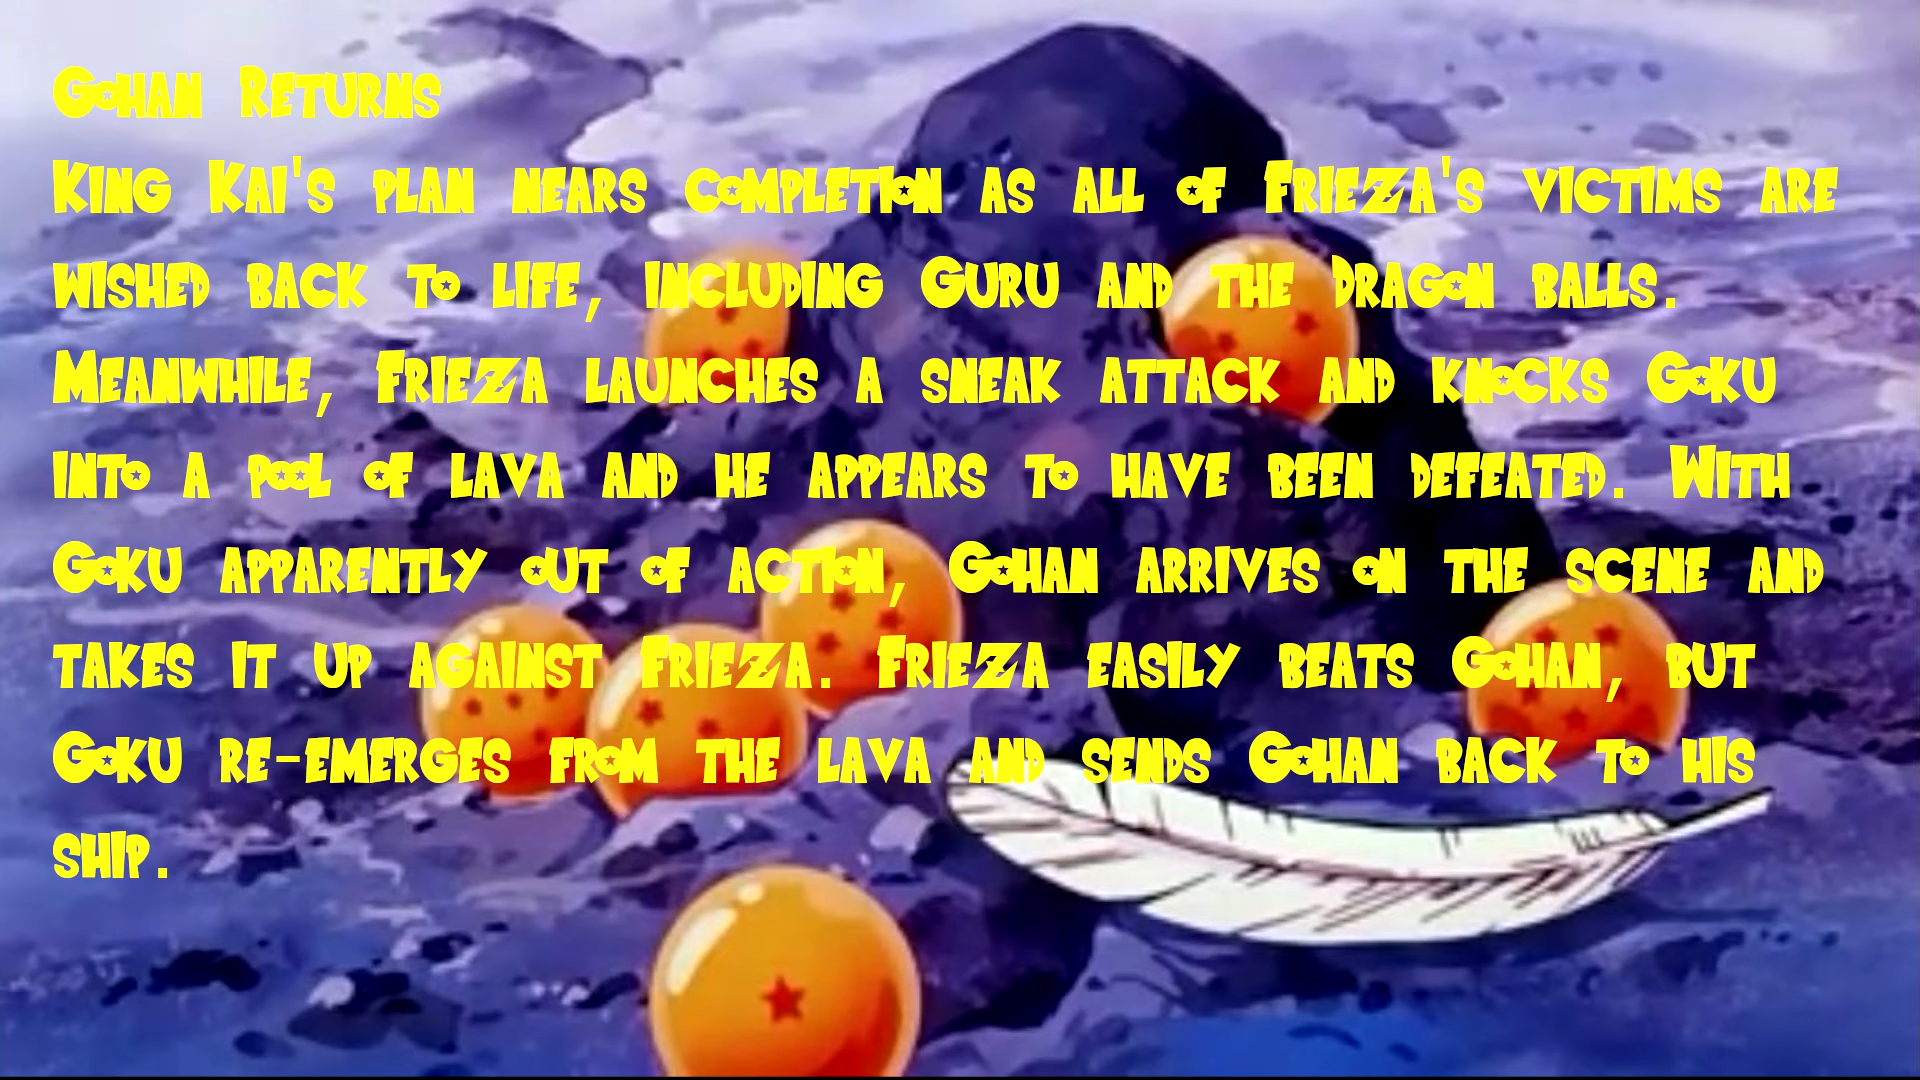 Gohan Returns
King Kai's plan nears completion as all of Frieza's victims are
wished back to life, including Guru and the Dragon balls.
Meanwhile, Frieza launches a sneak attack and knocks Goku
into a pool of lava and he appears to have been defeated. With
Goku apparently out of action, Gohan arrives on the scene and
takes it up against Frieza. Frieza easily beats Gohan, but
Goku re-emerges from the lava and sends Gohan back to his
ship.